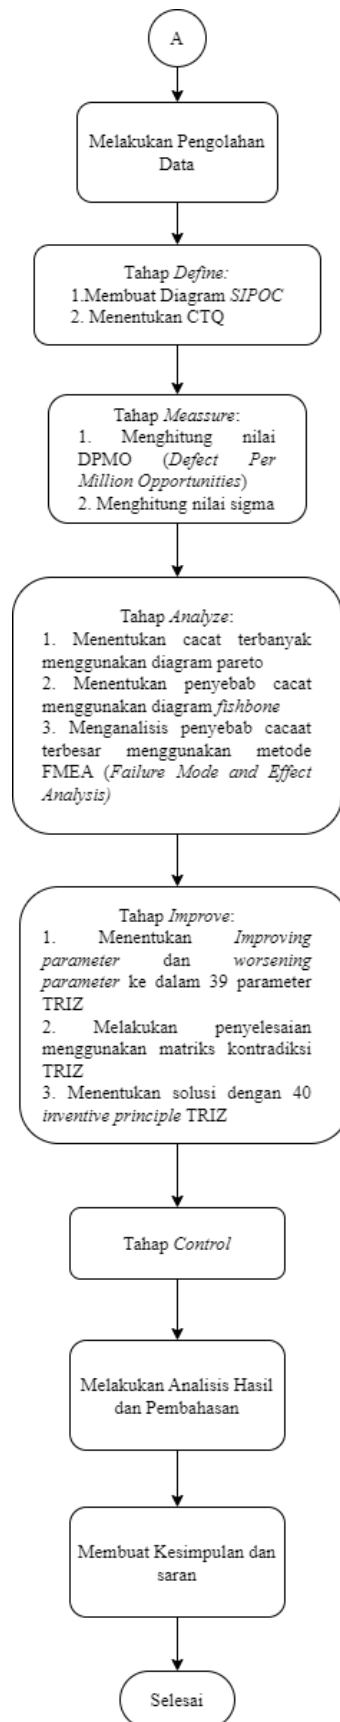 A
Melakukan Pengolahan
Data
Tahap Define:
1.Membuat Diagram SIPOC
2. Menentukan CTQ
Tahap Meassure:
1. Menghitung nilai
DPMO (Defect Per
Million Opportunities)
2. Menghitung nilai sigma
Tahap Analyze:
1. Menentukan cacat terbanyak
menggunakan diagram pareto
2. Menentukan penyebab cacat
menggunakan diagram fishbone
3. Menganalisis penyebab cacaat
terbesar menggunakan metode
FMEA (Failure Mode and Effect
Analysis)
Tahap Improve:
1. Menentukan Improving
parameter dan worsening
parameter ke dalam 39 parameter
TRIZ
2. Melakukan penyelesaian
menggunakan matriks kontradiksi
TRIZ
3. Menentukan solusi dengan 40
inventive principle TRIZ
Tahap Control
Melakukan Analisis Hasil
dan Pembahasan
Membuat Kesimpulan dan
saran
Selesai